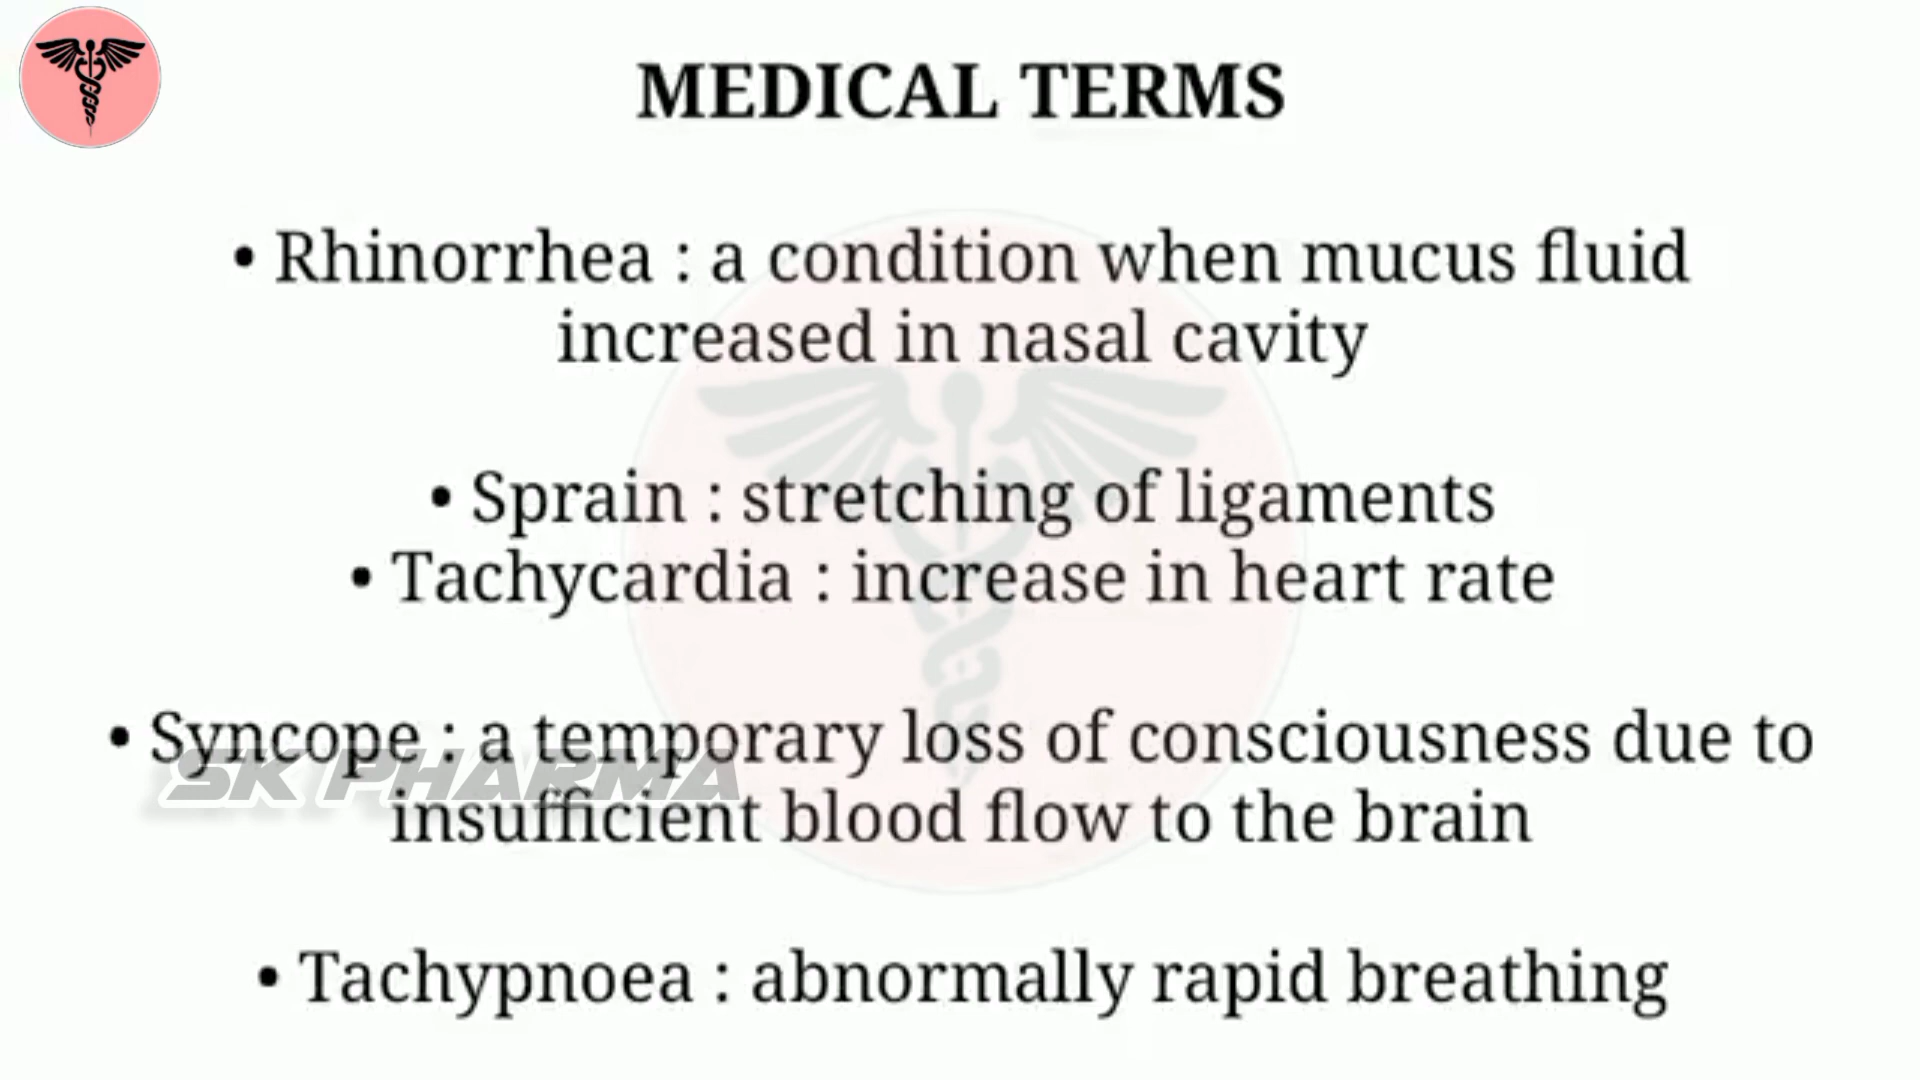 MEDICAL TERMS
• Rhinorrhea : a condition when mucus fluid
increased in nasal cavity
• Sprain : stretching of ligaments
• Tachycardia : increase in heart rate
• Syncope : a temporary loss of consciousness due to
SK PHARMA
insufficient blood flow to the brain
• Tachypnoea : abnormally rapid breathing